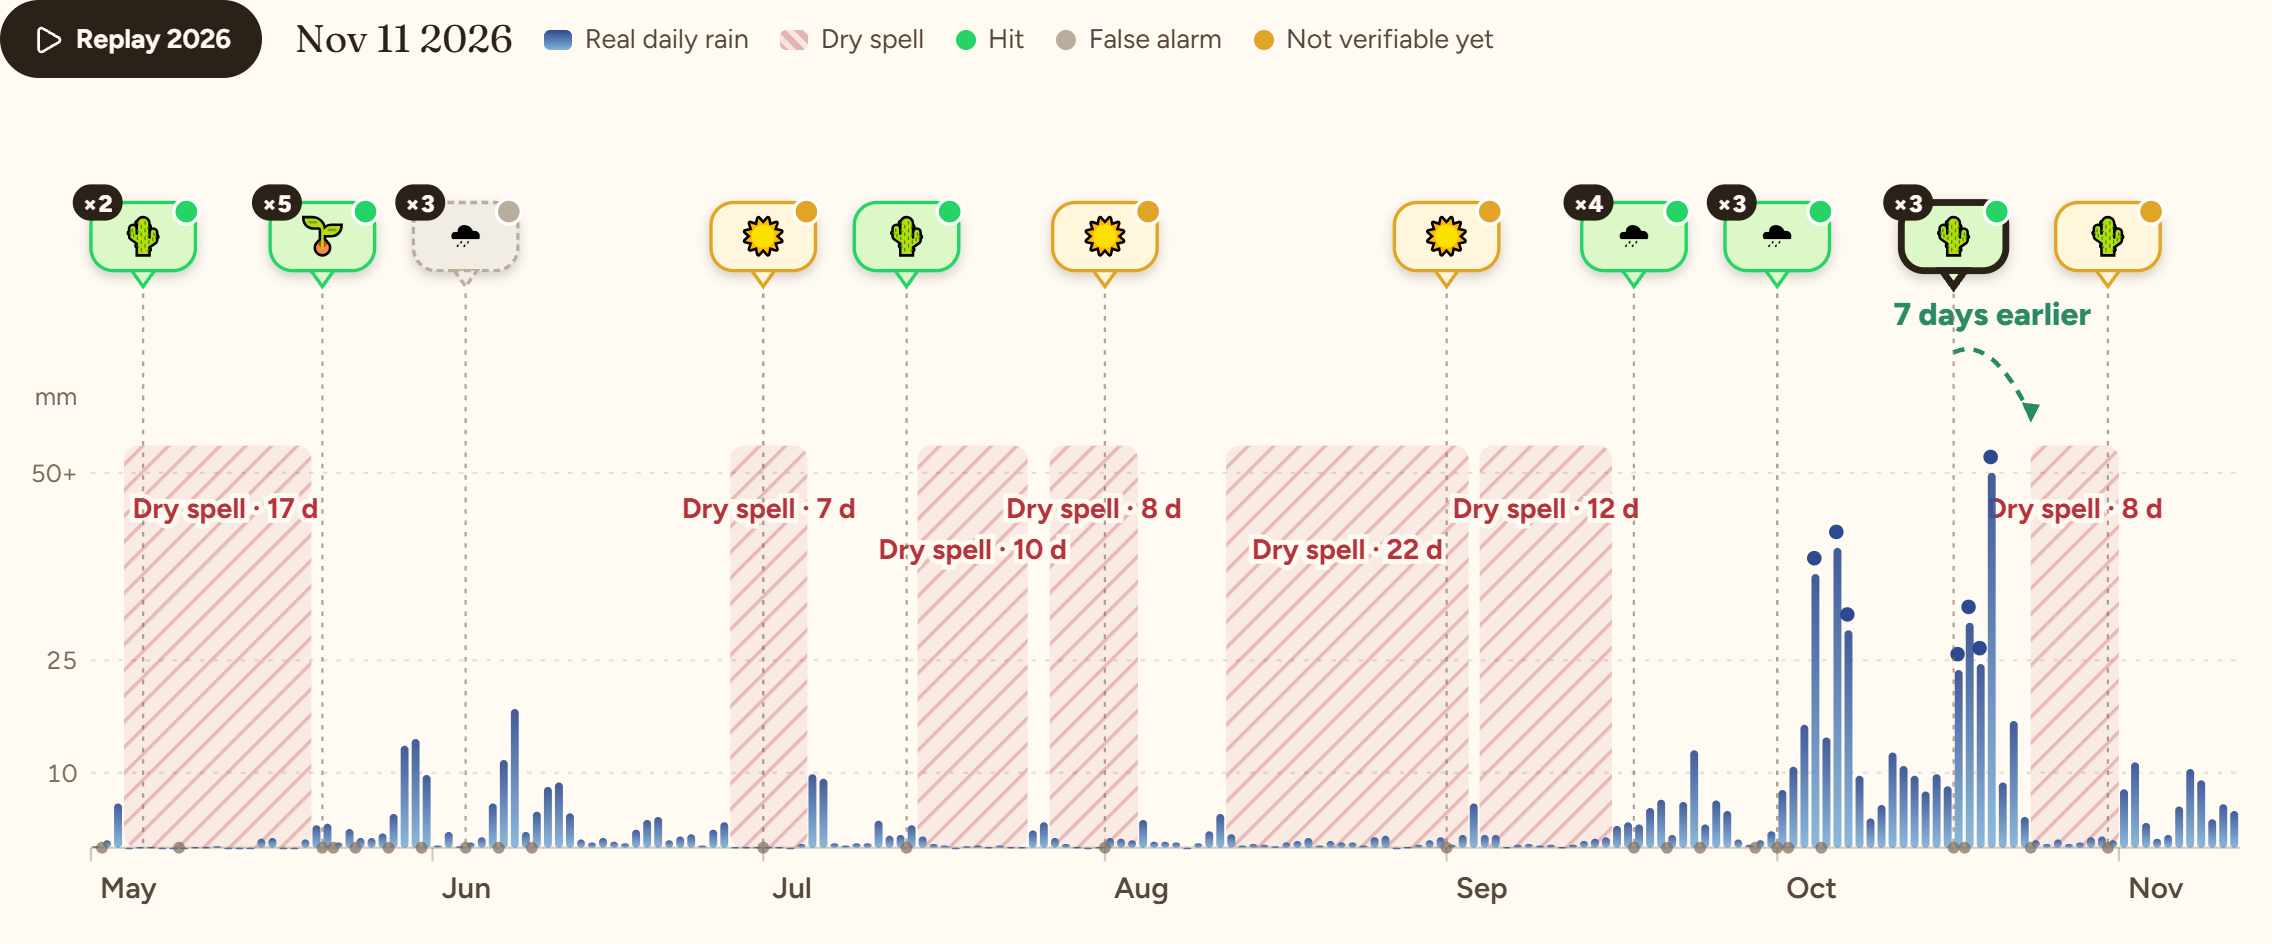 Replay 2026
Nov 11 2026
Real daily rain
Dry spell
Hit
False alarm
Not verifiable yet
×2
×5
×3
×4
×3
×3
7 days earlier
mm
50+
25
10
Dry spell · 17 d
Dry spell · 7 d
Dry spell · 10 d
Dry spell · 8 d
Dry spell · 22 d
Dry spell · 12 d
Dry spell · 8 d
May
Jun
Jul
Aug
Sep
Oct
Nov